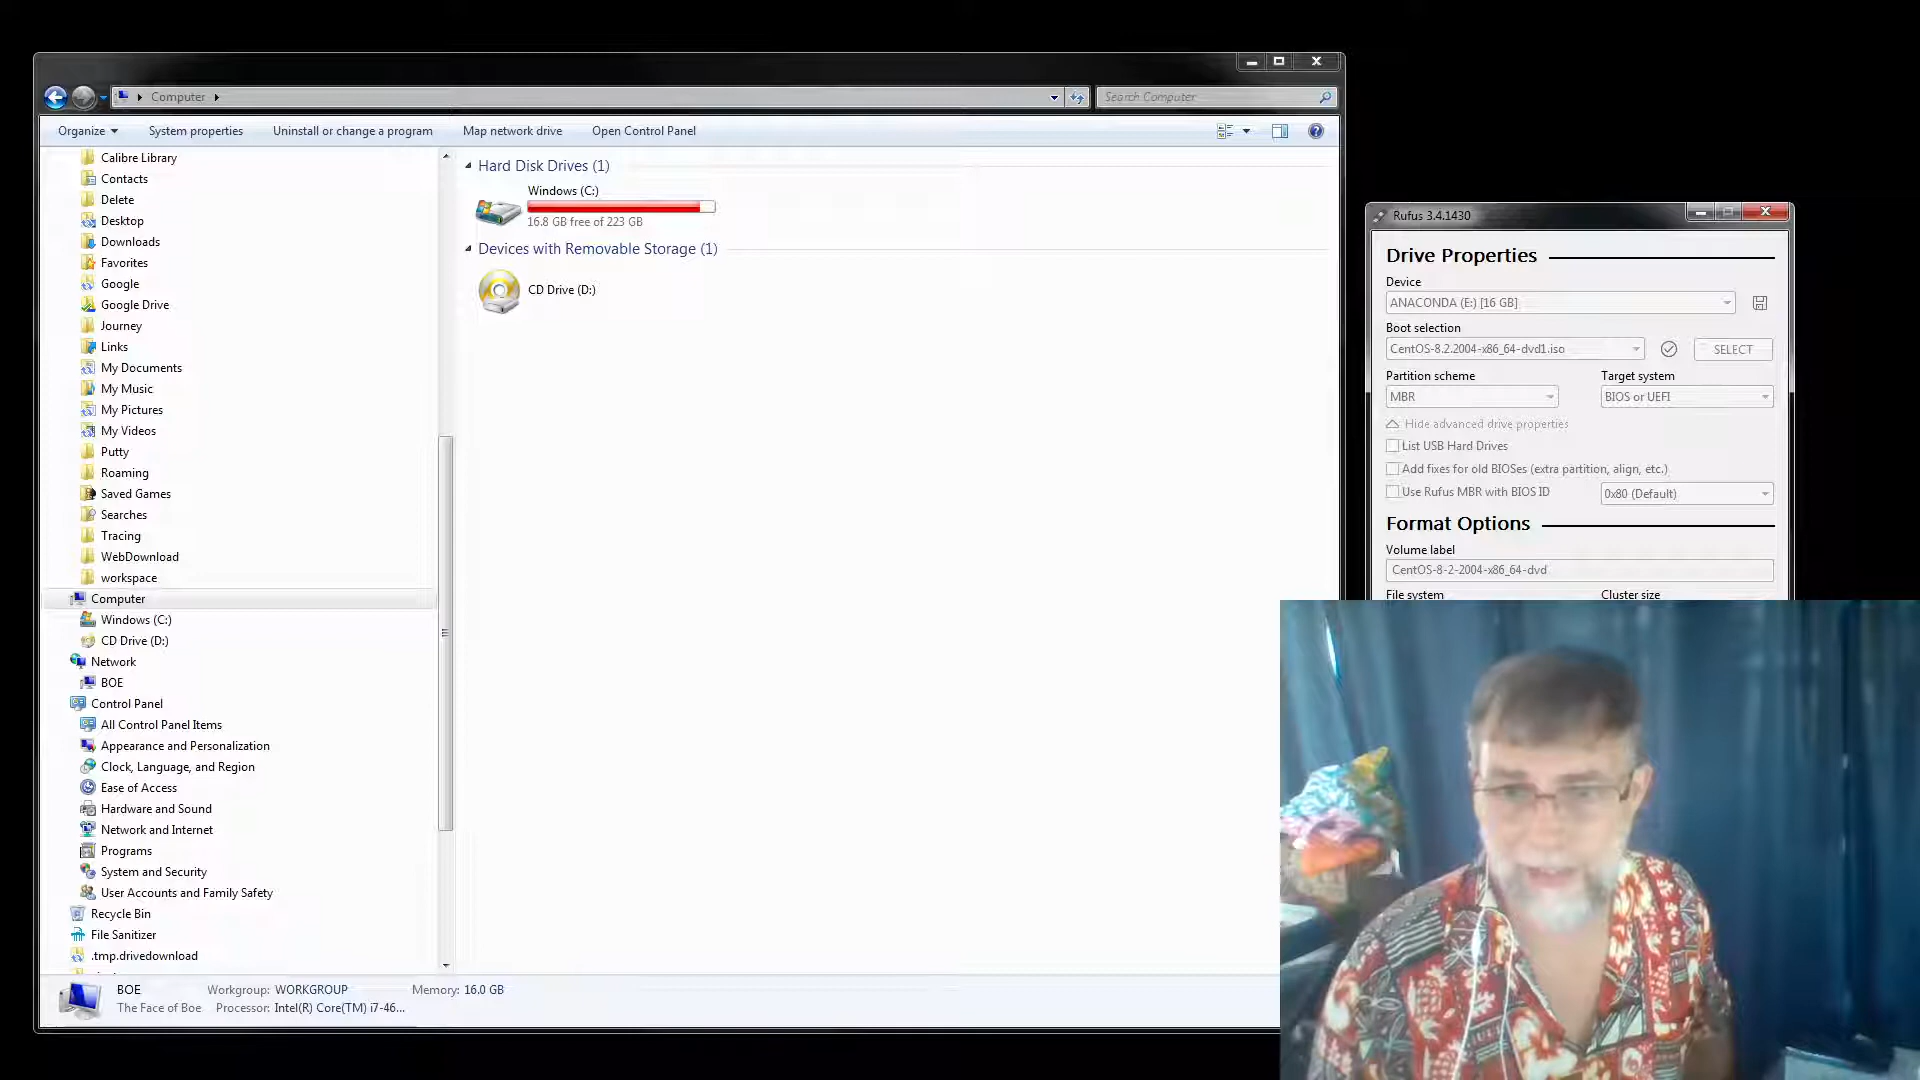 Computer
Search Computer
Organize
System properties
Uninstall or change a program
Map network drive
Open Control Panel
Calibre Library
Contacts
Delete
Desktop
Downloads
Favorites
Google
Google Drive
Journey
Links
My Documents
My Music
My Pictures
My Videos
Putty
Roaming
Saved Games
Searches
Tracing
WebDownload
workspace
Computer
Windows (C:)
CD Drive (D:)
Network
BOE
Control Panel
All Control Panel Items
Appearance and Personalization
Clock, Language, and Region
Ease of Access
Hardware and Sound
Network and Internet
Programs
System and Security
User Accounts and Family Safety
Recycle Bin
File Sanitizer
.tmp.drivedownload
Hard Disk Drives (1)
Windows (C:)
16.8 GB free of 223 GB
Devices with Removable Storage (1)
CD Drive (D:)
BOE Workgroup: WORKGROUP Memory: 16.0 GB
The Face of Boe Processor: Intel(R) Core(TM) i7-46...
Rufus 3.4.1430
Drive Properties
Device
ANACONDA (E:) [16 GB]
Boot selection
CentOS-8.2.2004-x86_64-dvd1.iso
SELECT
Partition scheme Target system
MBR BIOS or UEFI
Hide advanced drive properties
List USB Hard Drives
Add fixes for old BIOSes (extra partition, align, etc.)
Use Rufus MBR with BIOS ID 0x80 (Default)
Format Options
Volume label
CentOS-8-2-2004-x86_64-dvd
File system Cluster size